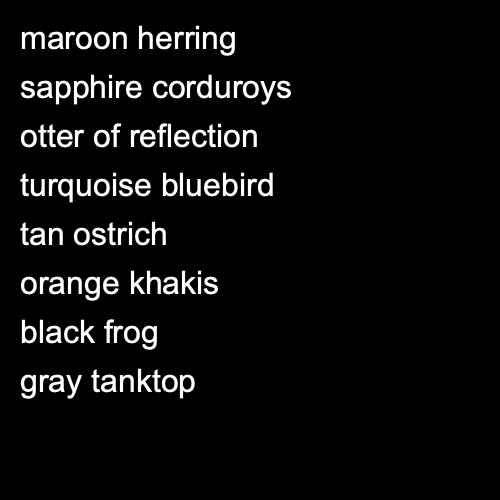 maroon herring
sapphire corduroys
otter of reflection
turquoise bluebird
tan ostrich
orange khakis
black frog
gray tanktop